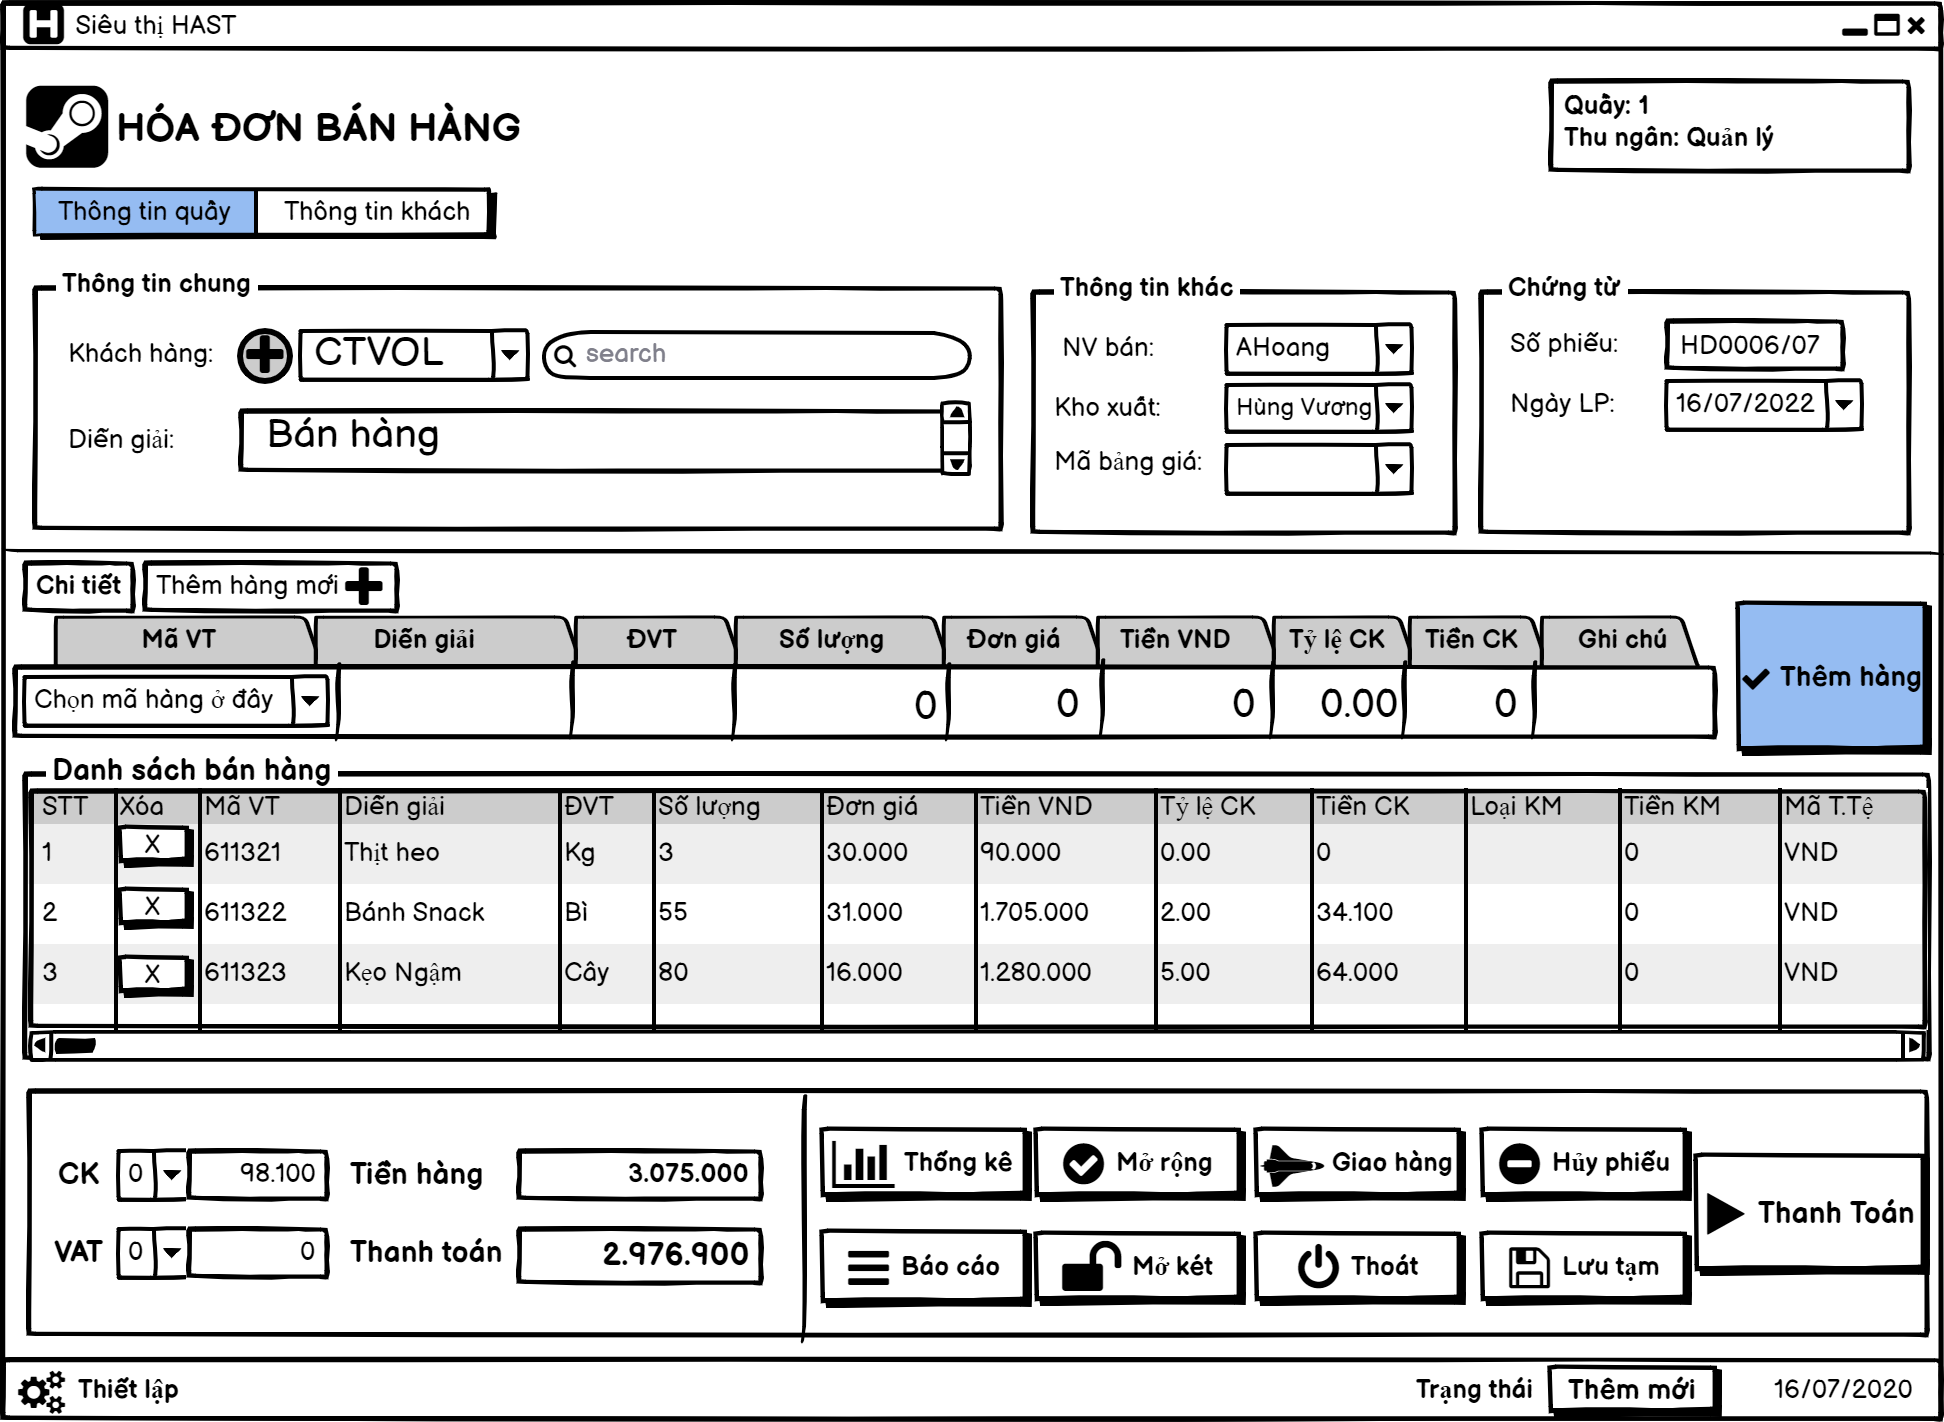 H Siêu thị HAST
HÓA ĐƠN BÁN HÀNG
Quầy: 1
Thu ngân: Quản lý
Thông tin quầy Thông tin khách
Thông tin chung
Khách hàng: CTVOL search
Diễn giải: Bán hàng
Thông tin khác
NV bán: AHoang
Kho xuất: Hùng Vương
Mã bảng giá:
Chứng từ
Số phiếu: HD0006/07
Ngày LP: 16/07/2022
Chi tiết Thêm hàng mới
Mã VT Diễn giải ĐVT Số lượng Đơn giá Tiền VND Tỷ lệ CK Tiền CK Ghi chú
Chọn mã hàng ở đây 0 0 0 0.00 0
Thêm hàng
Danh sách bán hàng
STT Xóa Mã VT Diễn giải ĐVT Số lượng Đơn giá Tiền VND Tỷ lệ CK Tiền CK Loại KM Tiền KM Mã T.Tệ
1 X 611321 Thịt heo Kg 3 30.000 90.000 0.00 0 0 VND
2 X 611322 Bánh Snack Bì 55 31.000 1.705.000 2.00 34.100 0 VND
3 X 611323 Kẹo Ngậm Cây 80 16.000 1.280.000 5.00 64.000 0 VND
CK 0 98.100 Tiền hàng 3.075.000
VAT 0 0 Thanh toán 2.976.900
Thống kê Mở rộng Giao hàng Hủy phiếu
Báo cáo Mở két Thoát Lưu tạm
Thanh Toán
Thiết lập Trạng thái Thêm mới 16/07/2020